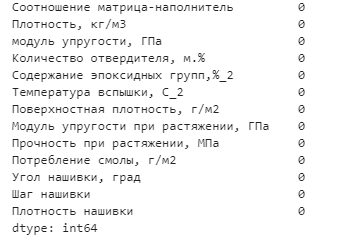 Соотношение матрица-наполнитель 0
Плотность, кг/м3 0
модуль упругости, ГПа 0
Количество отвердителя, м.% 0
Содержание эпоксидных групп,%_2 0
Температура вспышки, С_2 0
Поверхностная плотность, г/м2 0
Модуль упругости при растяжении, ГПа 0
Прочность при растяжении, МПа 0
Потребление смолы, г/м2 0
Угол нашивки, град 0
Шаг нашивки 0
Плотность нашивки 0
dtype: int64